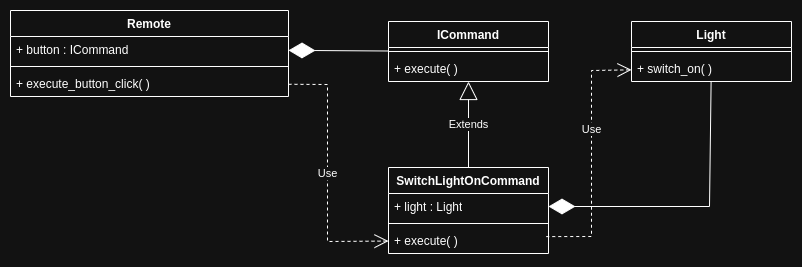 Remote
+ button : ICommand
+ execute_button_click( )
ICommand
+ execute( )
Light
+ switch_on( )
Extends
Use
Use
SwitchLightOnCommand
+ light : Light
+ execute( )